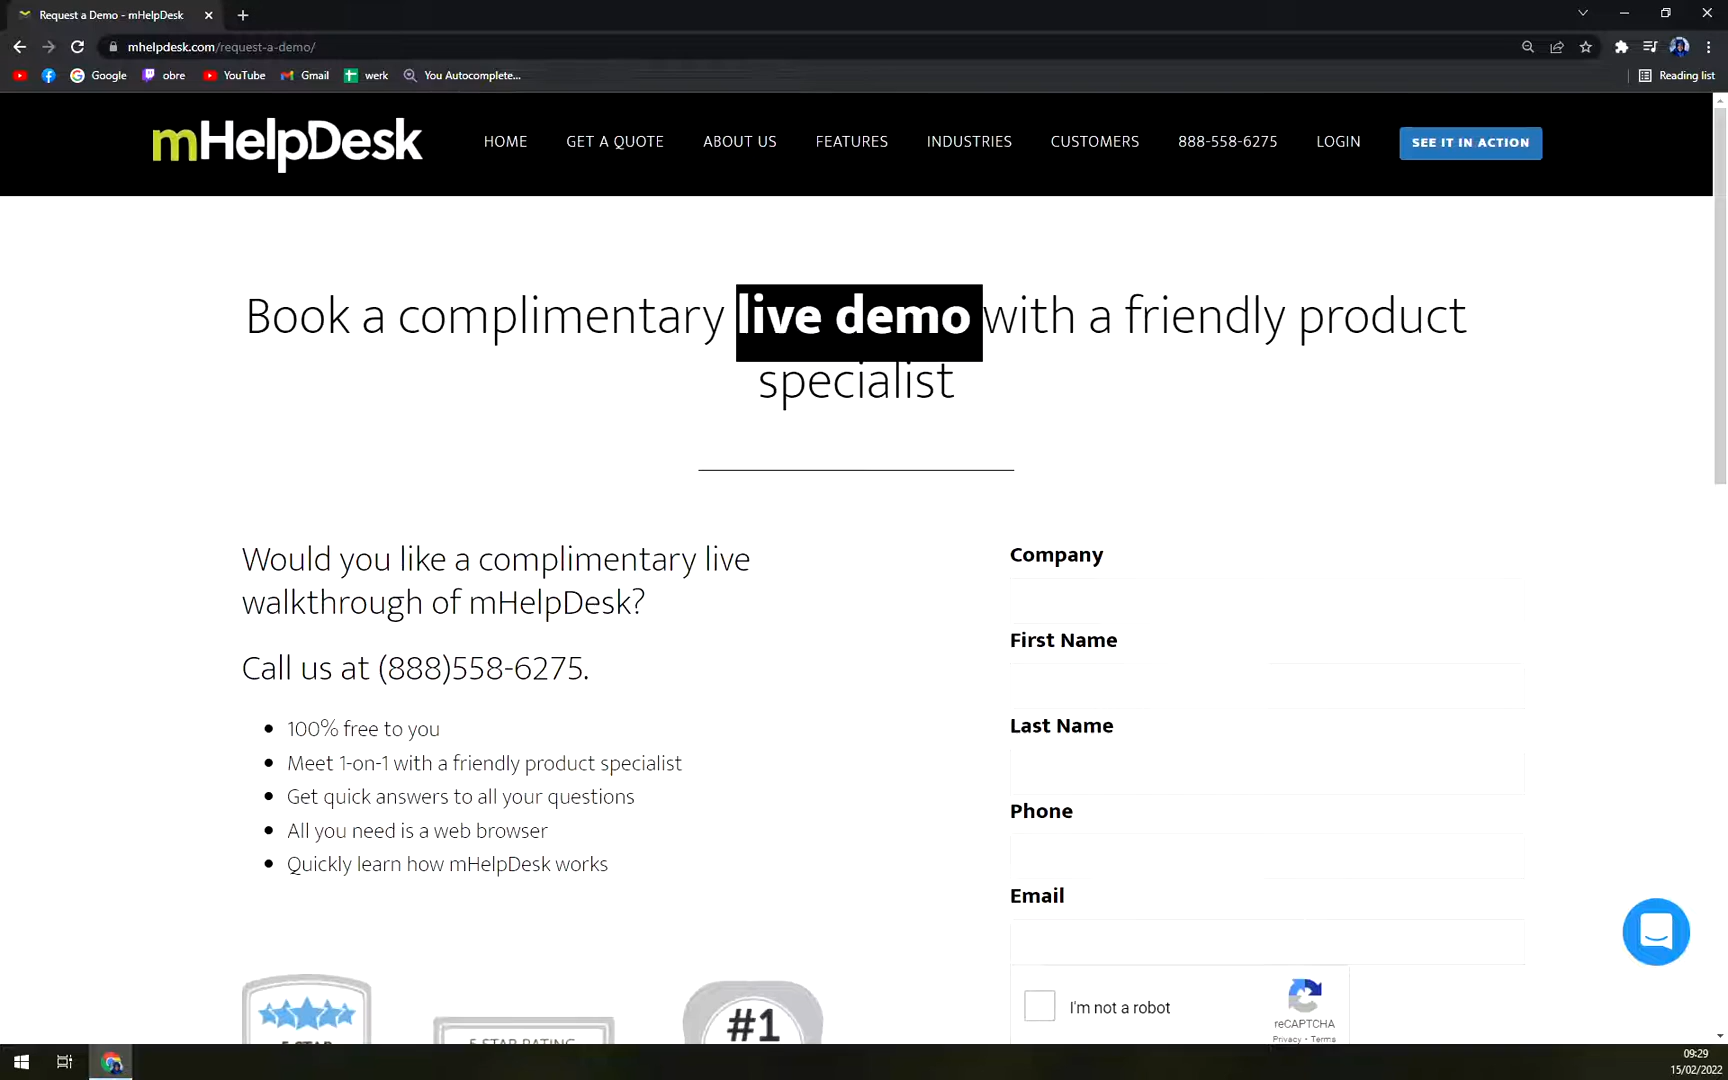 Request a Demo - mHelpDesk
mhelpdesk.com/request-a-demo/
Google
obre
YouTube
Gmail
werk
You Autocomplete...
Reading list
mHelpDesk
HOME
GET A QUOTE
ABOUT US
FEATURES
INDUSTRIES
CUSTOMERS
888-558-6275
LOGIN
SEE IT IN ACTION
Book a complimentary live demo with a friendly product
specialist
Would you like a complimentary live
walkthrough of mHelpDesk?
Call us at (888)558-6275.
100% free to you
Meet 1-on-1 with a friendly product specialist
Get quick answers to all your questions
All you need is a web browser
Quickly learn how mHelpDesk works
Company
First Name
Last Name
Phone
Email
I'm not a robot
reCAPTCHA
Privacy - Terms
5 STAR
5 STAR RATING
#1
09:29
15/02/2022